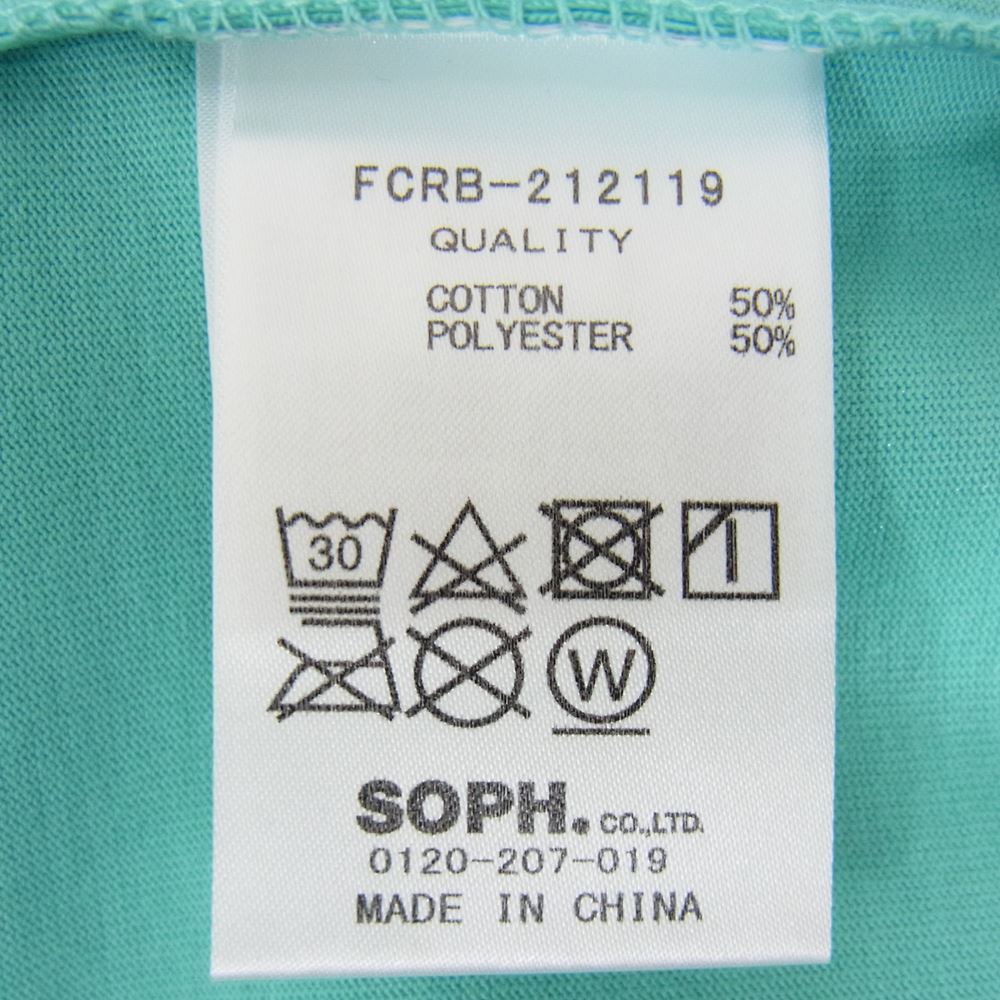 FCRB-212119
QUALITY
COTTON 50%
POLYESTER 50%
30
W
SOPH. CO.,LTD.
0120-207-019
MADE IN CHINA